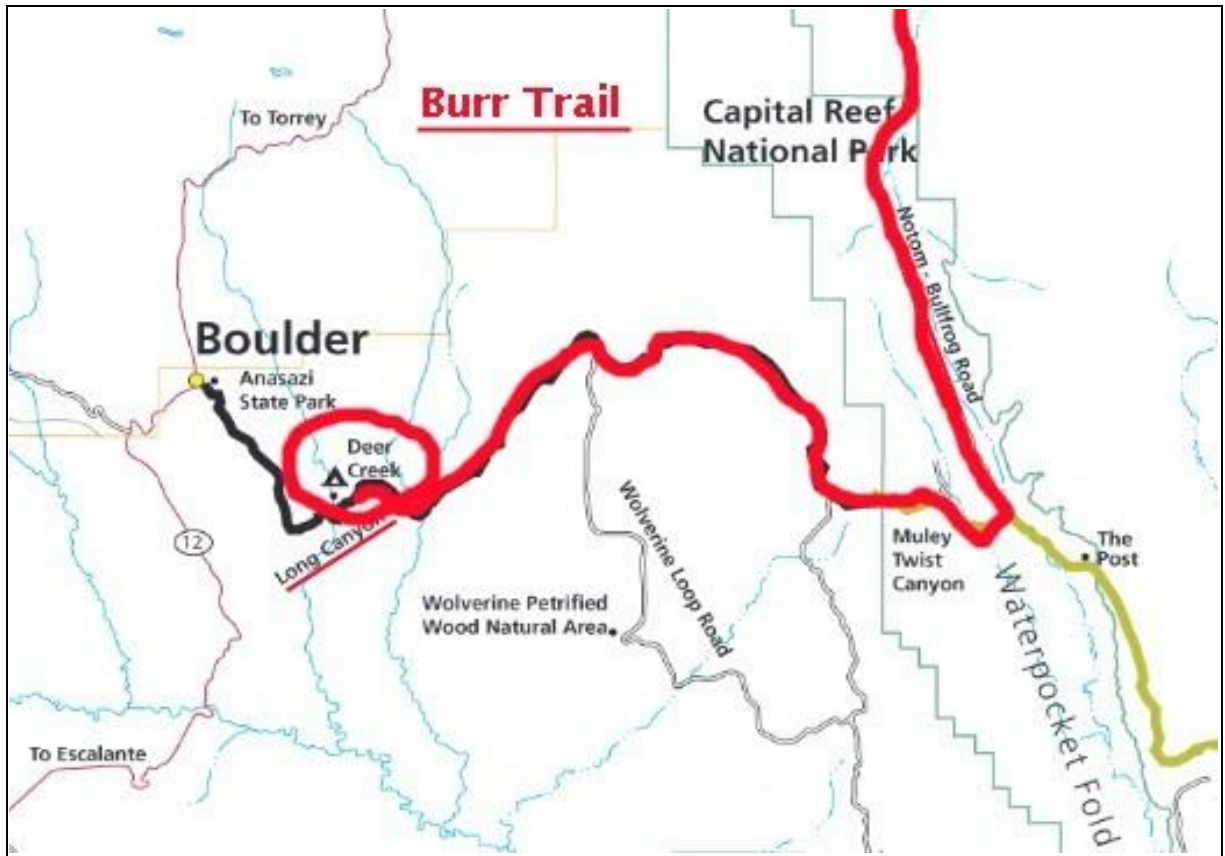 Burr Trail
Capital Reef
National Park
To Torrey
Notom - Bullfrog Road
Boulder
Anasazi
State Park
Deer
Creek
Long Canyon
12
Wolverine Loop Road
Muley
Twist
Canyon
The
Post
Wolverine Petrified
Wood Natural Area
Waterpocket Fold
To Escalante